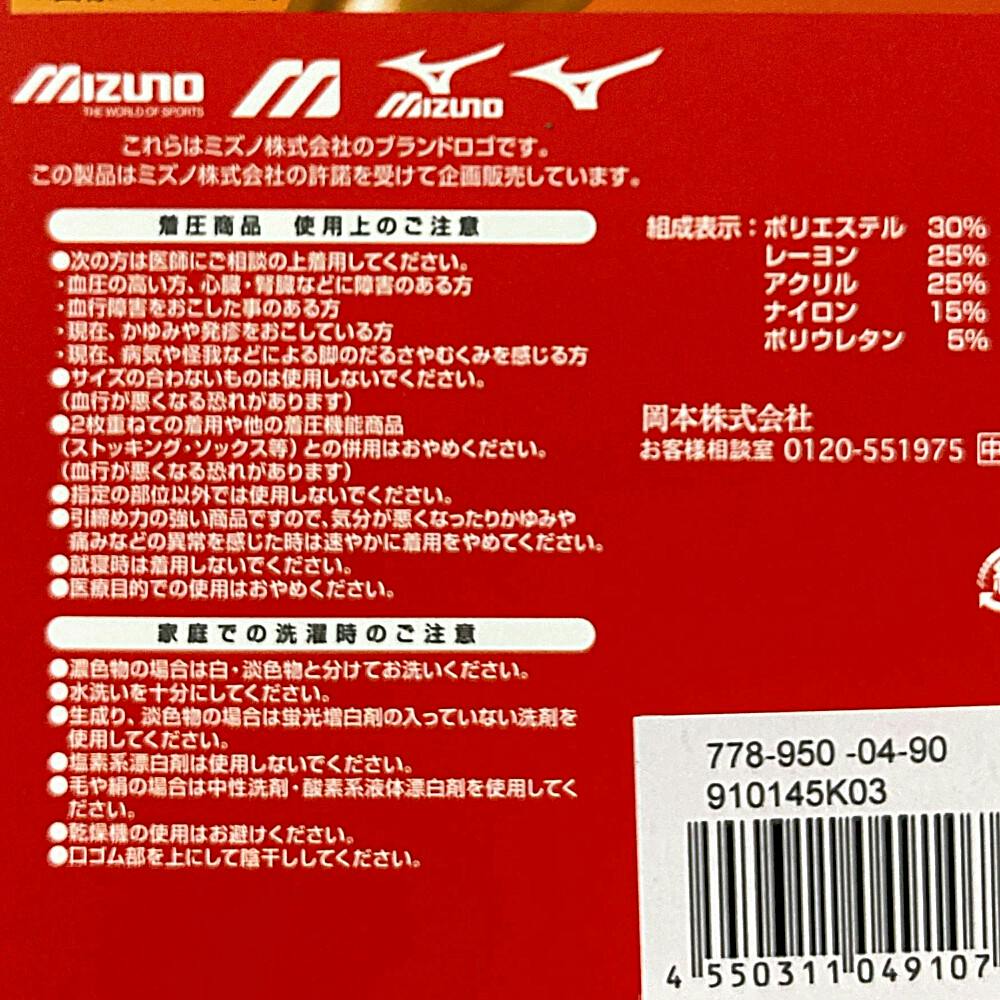 MIZUNO
THE WORLD OF SPORTS
MIZUNO
これらはミズノ株式会社のブランドロゴです。
この製品はミズノ株式会社の許諾を受けて企画販売しています。
着圧商品　使用上のご注意
●次の方は医師にご相談の上着用してください。
・血圧の高い方、心臓・腎臓などに障害のある方
・血行障害をおこした事のある方
・現在、かゆみや発疹をおこしている方
・現在、病気や怪我などによる脚のだるさやむくみを感じる方
●サイズの合わないものは使用しないでください。
（血行が悪くなる恐れがあります）
●2枚重ねての着用や他の着圧機能商品
（ストッキング・ソックス等）との併用はおやめください。
（血行が悪くなる恐れがあります）
●指定の部位以外では使用しないでください。
●引締め力の強い商品ですので、気分が悪くなったりかゆみや
痛みなどの異常を感じた時は速やかに着用をやめてください。
●就寝時は着用しないでください。
●医療目的での使用はおやめください。
家庭での洗濯時のご注意
●濃色物の場合は白・淡色物と分けてお洗いください。
●水洗いを十分にしてください。
●生成り、淡色物の場合は蛍光増白剤の入っていない洗剤を
使用してください。
●塩素系漂白剤は使用しないでください。
●毛や絹の場合は中性洗剤・酸素系液体漂白剤を使用してく
ださい。
●乾燥機の使用はお避けください。
●口ゴム部を上にして陰干ししてください。
組成表示：ポリエステル 30%
レーヨン 25%
アクリル 25%
ナイロン 15%
ポリウレタン 5%
岡本株式会社
お客様相談室 0120-551975 中
778-950 -04-90
910145K03
4 550311 049107